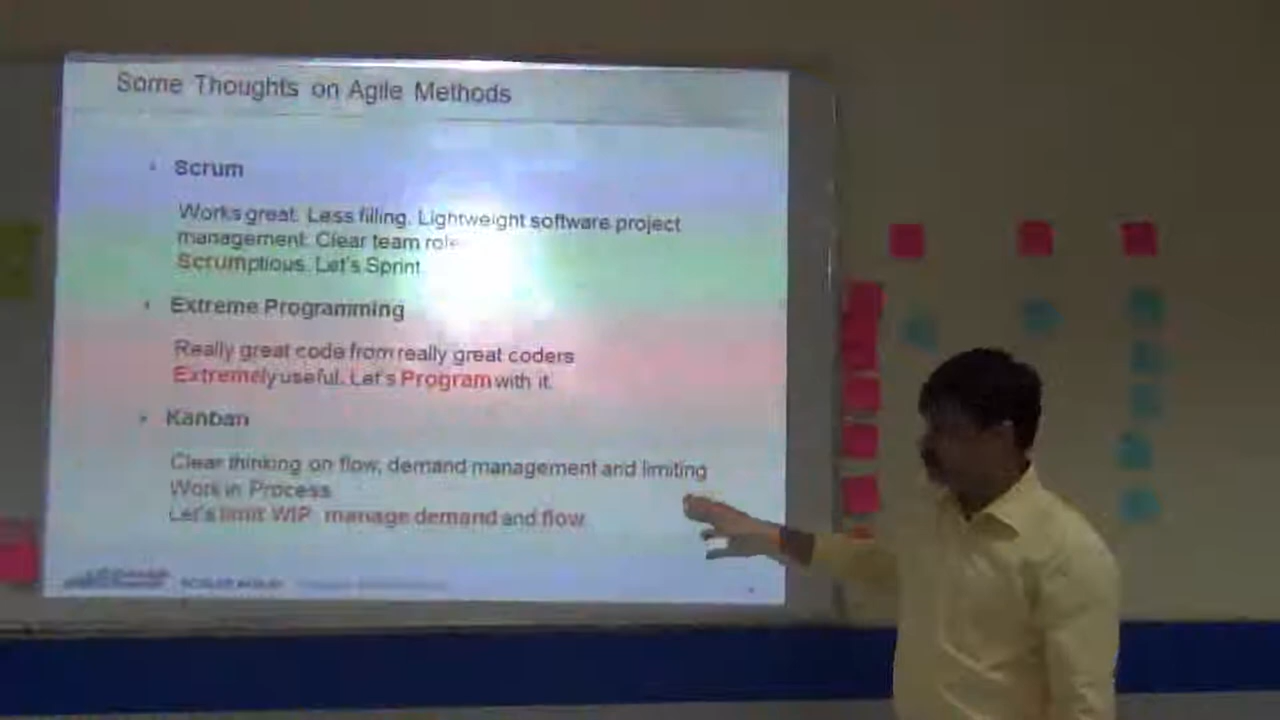 Some Thoughts on Agile Methods
Scrum
Works great. Less filling. Lightweight software project
management. Clear team role
Scrumptious. Let's Sprint
Extreme Programming
Really great code from really great coders
Extremely useful. Let's Program with it.
Kanban
Clear thinking on flow, demand management and limiting
Work in Process
Let's limit WIP manage demand and flow